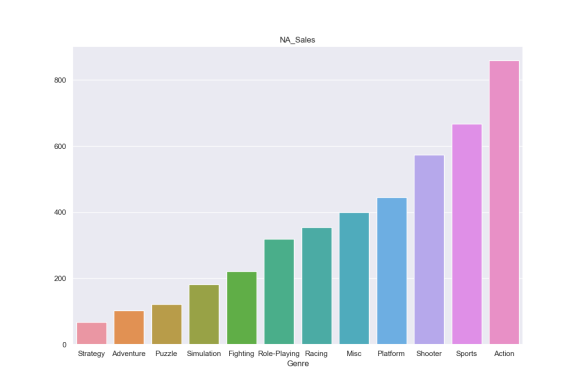 NA_Sales
800
600
400
200
0
Strategy Adventure Puzzle Simulation Fighting Role-Playing Racing Misc Platform Shooter Sports Action
Genre